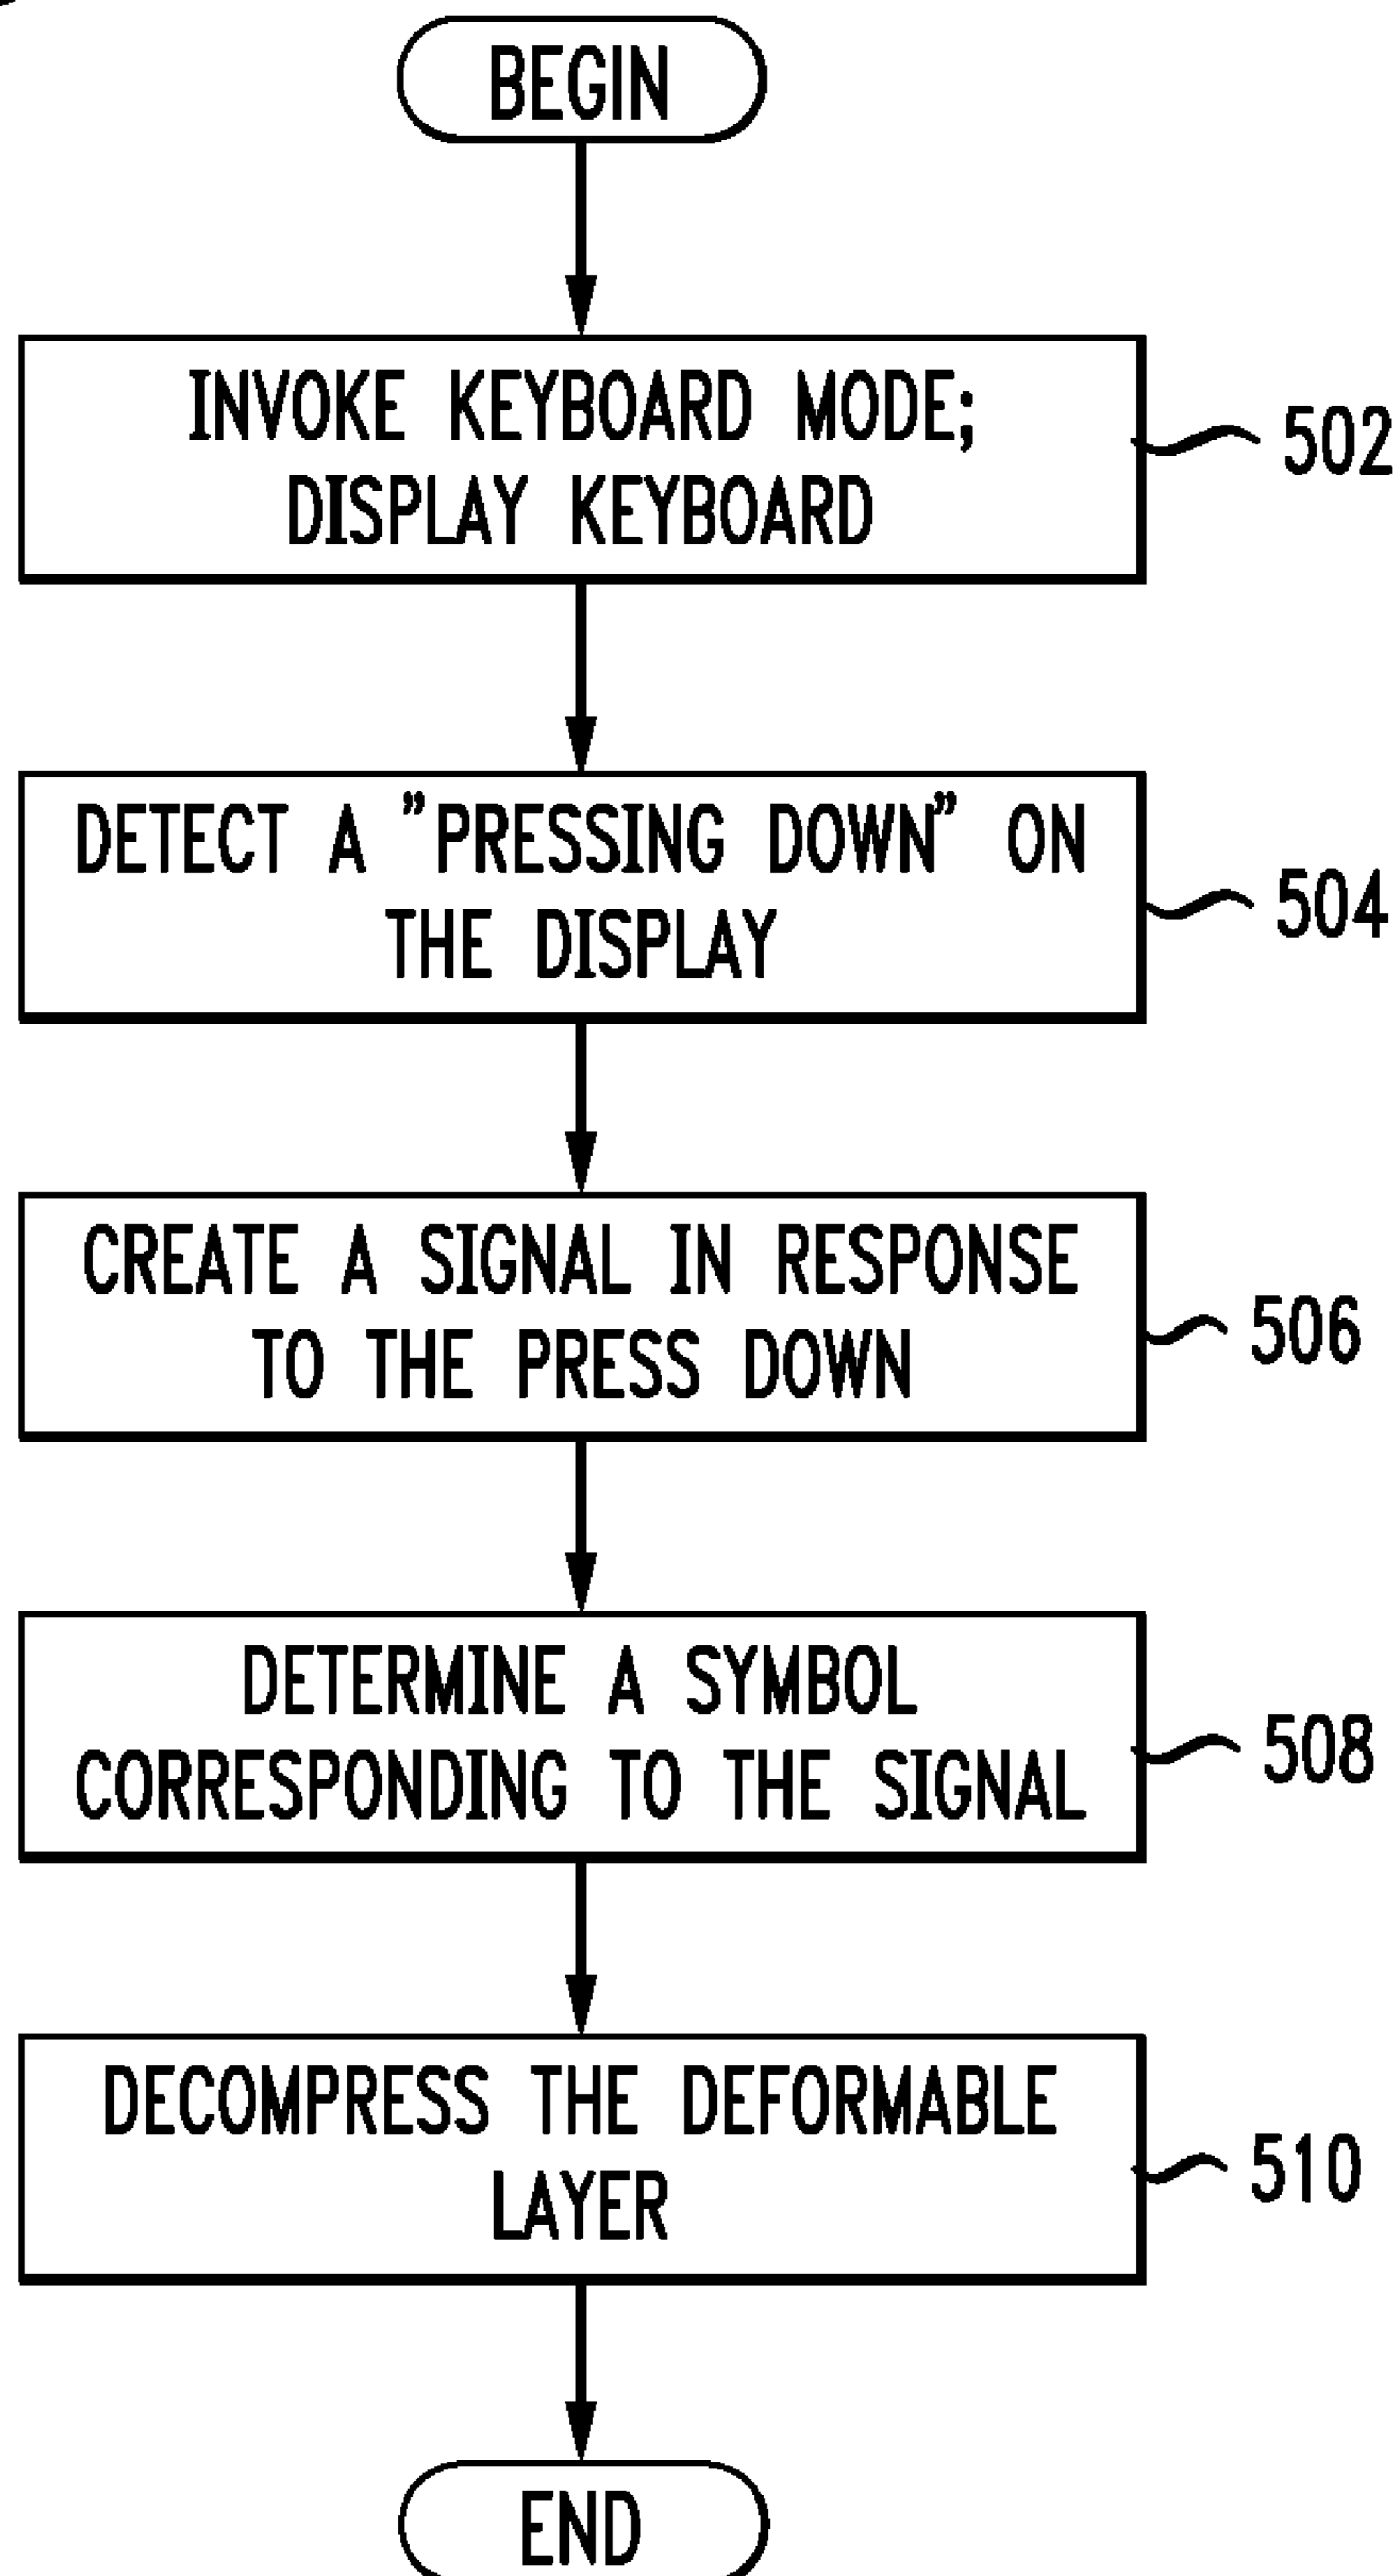 BEGIN
INVOKE KEYBOARD MODE;
DISPLAY KEYBOARD
502
DETECT A ”PRESSING DOWN” ON
THE DISPLAY
504
CREATE A SIGNAL IN RESPONSE
TO THE PRESS DOWN
506
DETERMINE A SYMBOL
CORRESPONDING TO THE SIGNAL
508
DECOMPRESS THE DEFORMABLE
LAYER
510
END